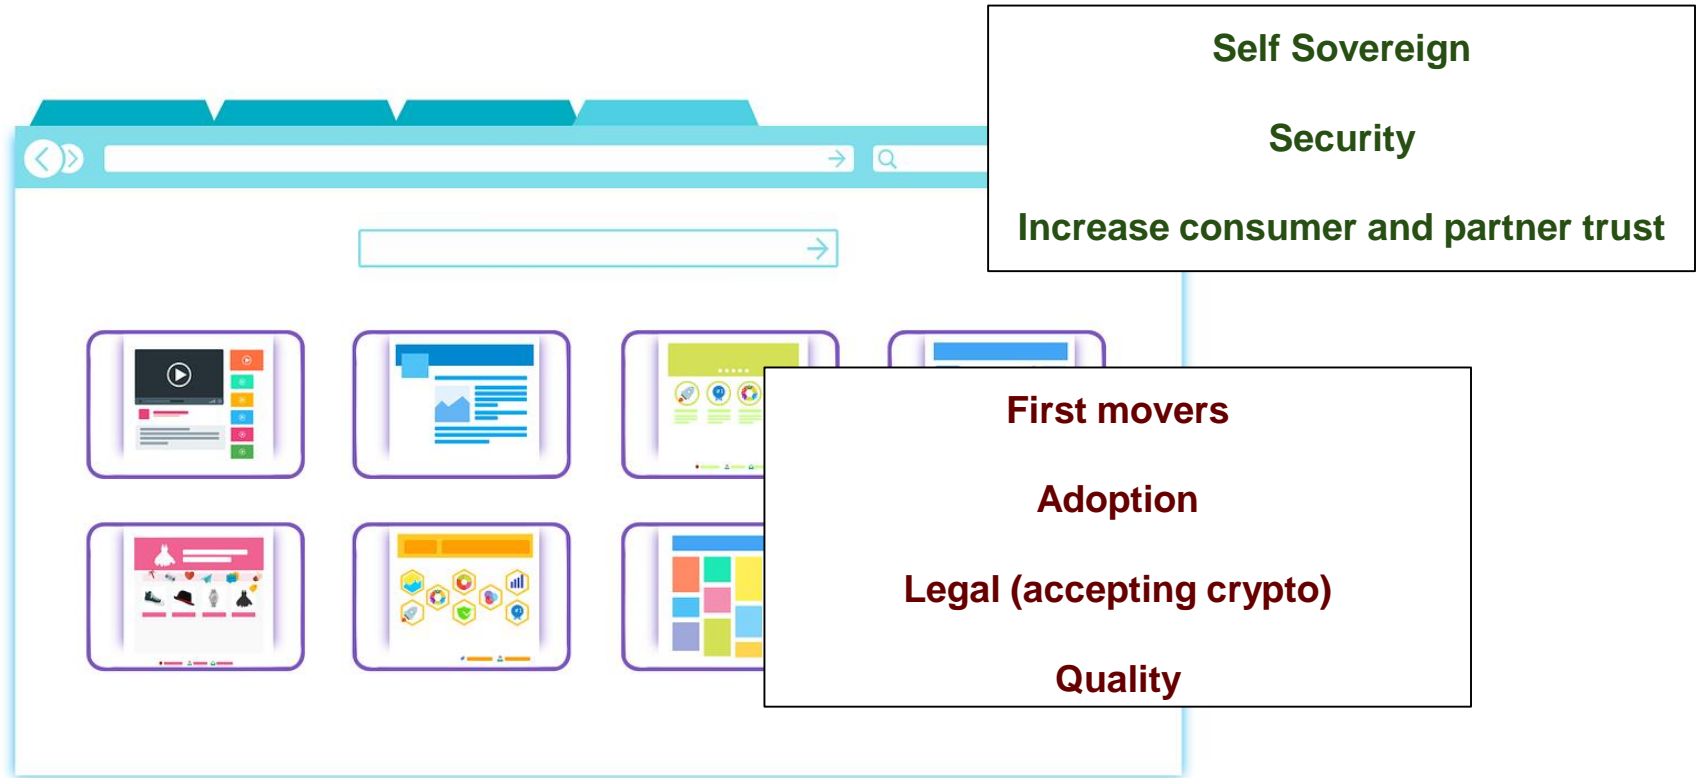 Self Sovereign
Security
Increase consumer and partner trust
First movers
Adoption
Legal (accepting crypto)
Quality